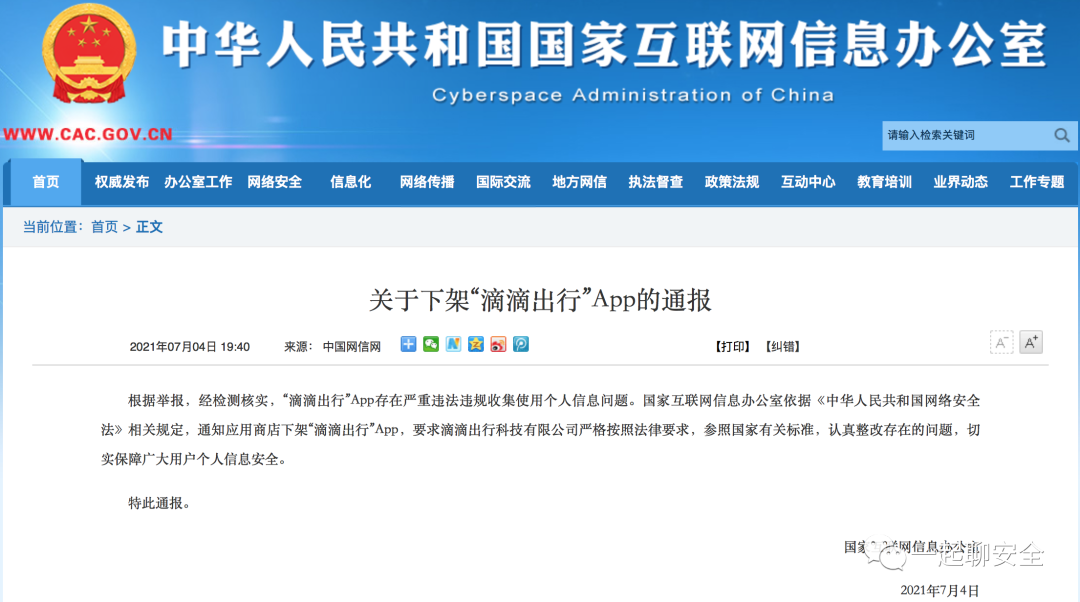 中华人民共和国国家互联网信息办公室
Cyberspace Administration of China
WWW.CAC.GOV.CN
请输入检索关键词
首页 权威发布 办公室工作 网络安全 信息化 网络传播 国际交流 地方网信 执法督查 政策法规 互动中心 教育培训 业界动态 工作专题
当前位置：首页 > 正文
关于下架“滴滴出行”App的通报
2021年07月04日 19:40 来源： 中国网信网 【打印】 【纠错】 A- A+
根据举报，经检测核实，“滴滴出行”App存在严重违法违规收集使用个人信息问题。国家互联网信息办公室依据《中华人民共和国网络安全
法》相关规定，通知应用商店下架“滴滴出行”App，要求滴滴出行科技有限公司严格按照法律要求，参照国家有关标准，认真整改存在的问题，切
实保障广大用户个人信息安全。
特此通报。
国家互联网信息办公室
一起聊安全
2021年7月4日